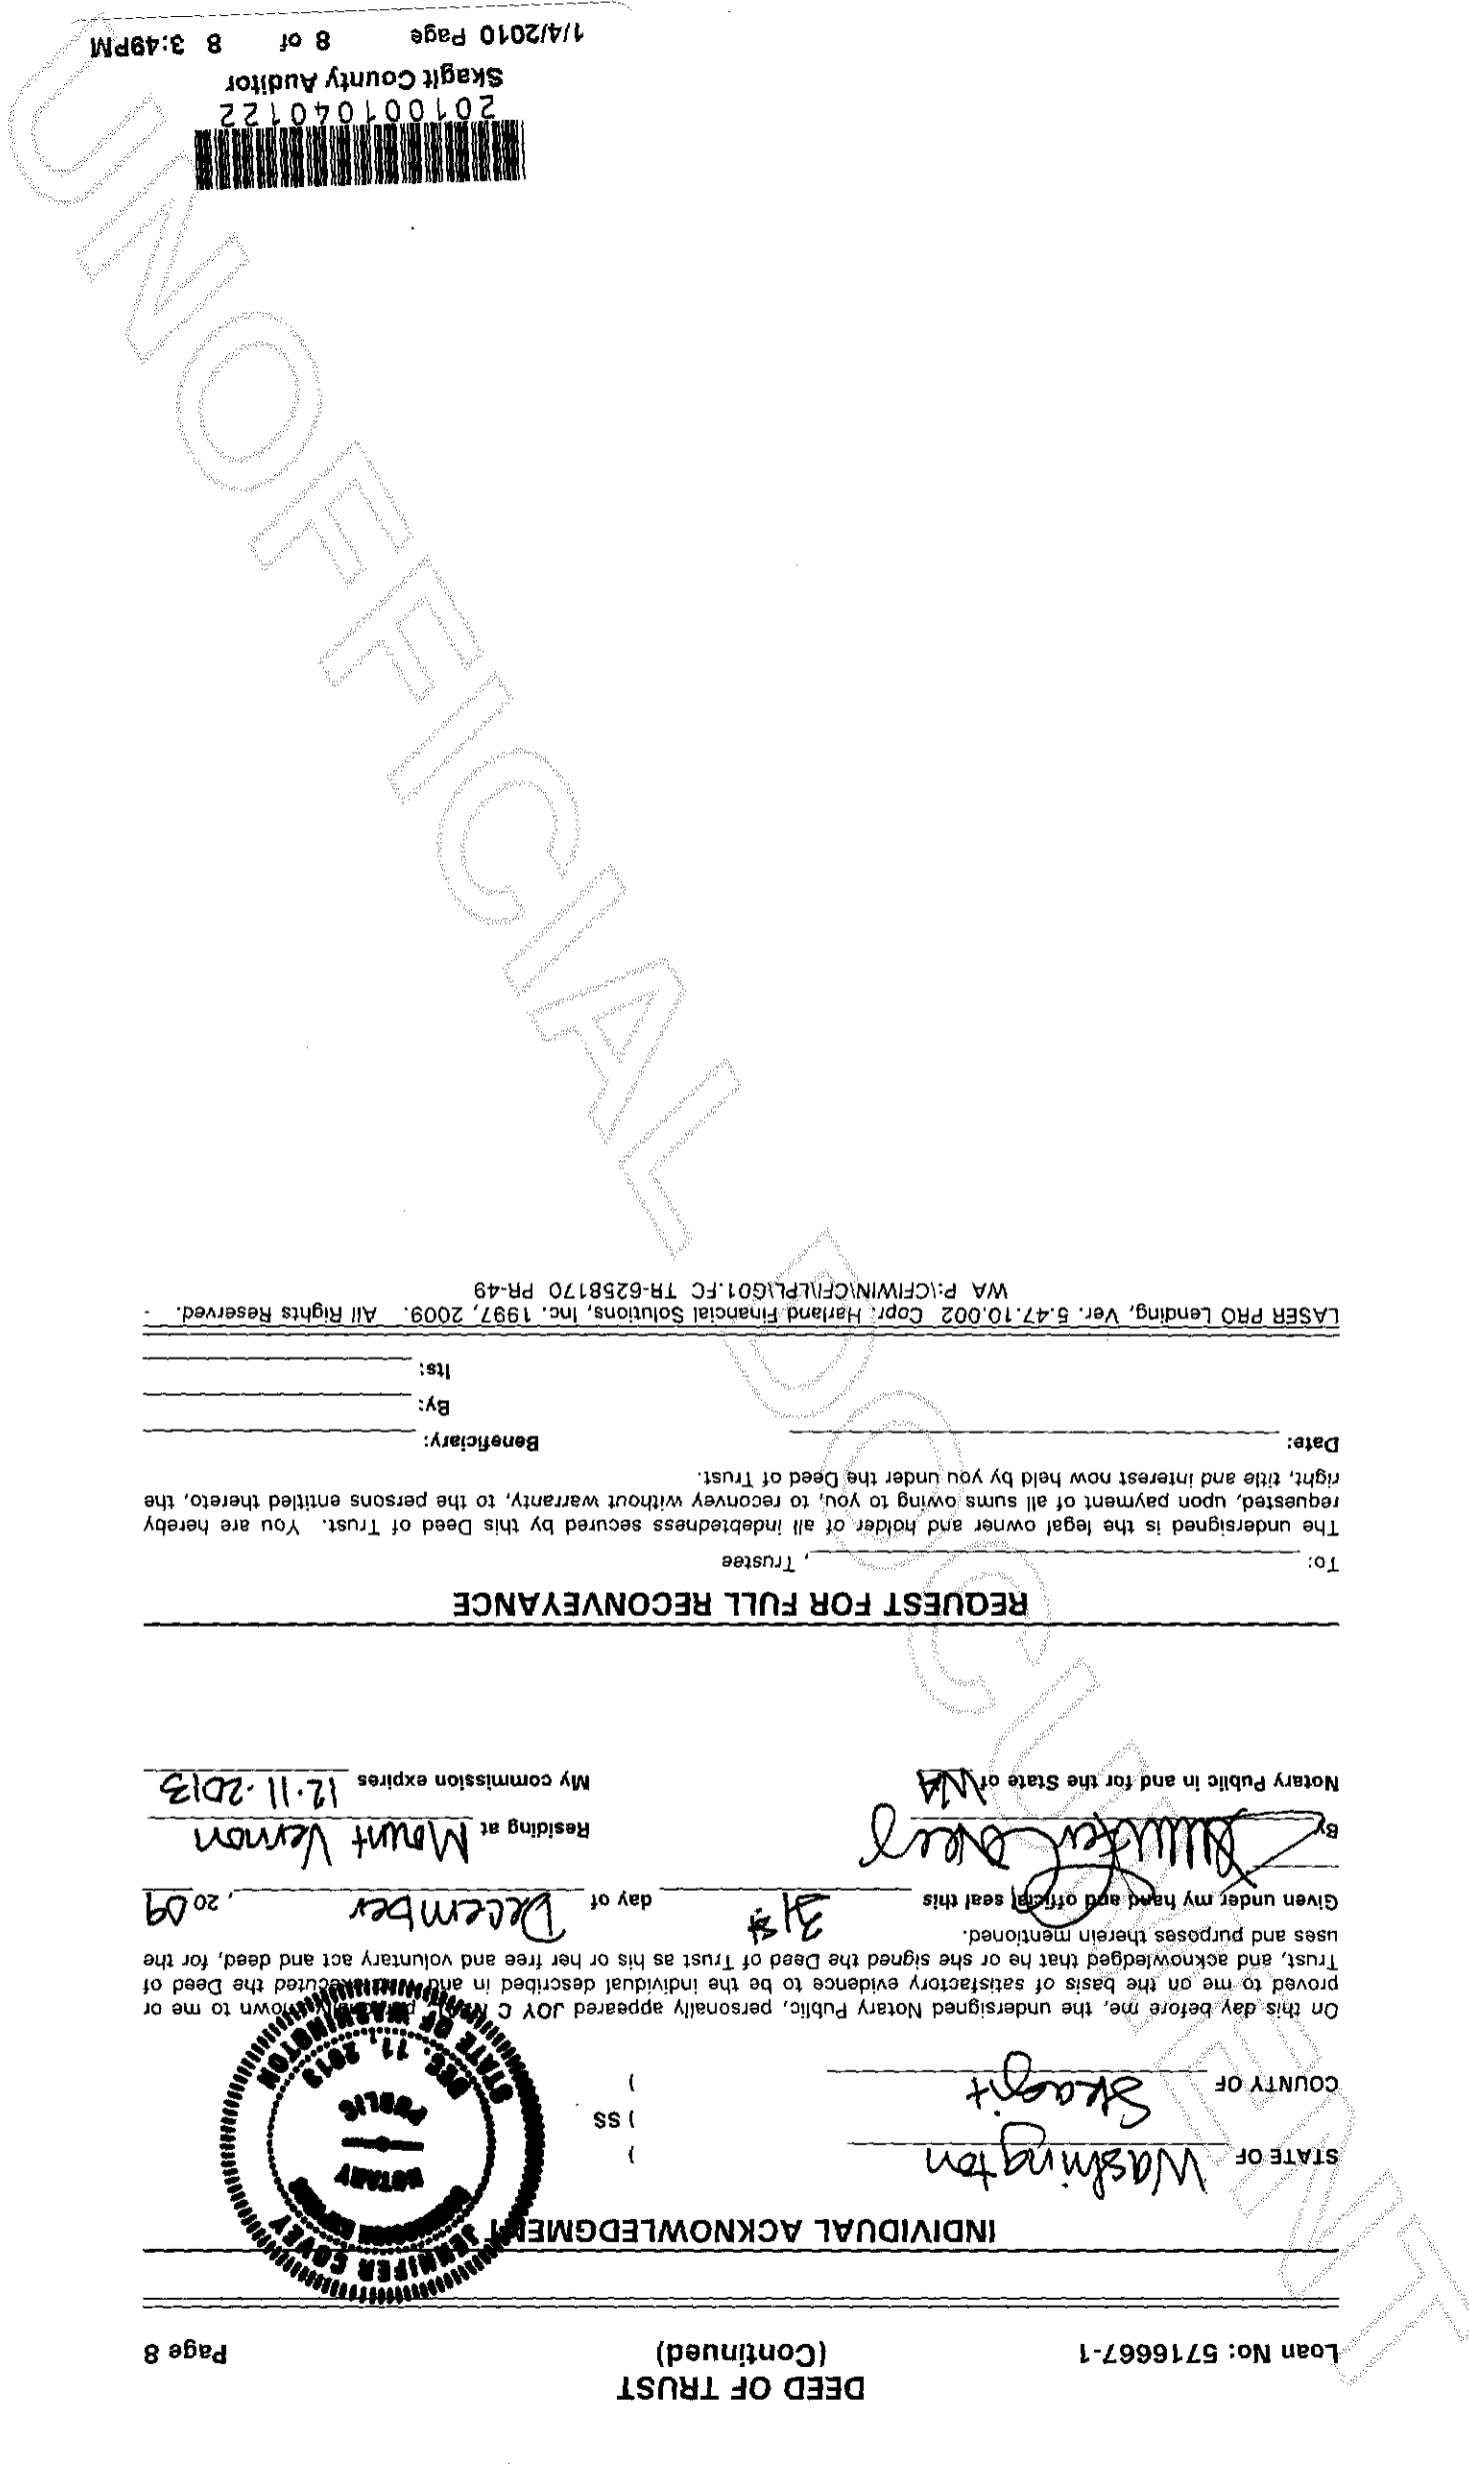 DEED OF TRUST
Loan No: 5716667-1 (Continued) Page 8
INDIVIDUAL ACKNOWLEDGMENT
STATE OF Washington )
) SS
COUNTY OF Skagit )
JENNIFER COVEY
NOTARY
PUBLIC
DEC. 11, 2013
STATE OF WASHINGTON
On this day before me, the undersigned Notary Public, personally appeared JOY C known to me or
proved to me on the basis of satisfactory evidence to be the individual described in and executed the Deed of
Trust, and acknowledged that he or she signed the Deed of Trust as his or her free and voluntary act and deed, for the
uses and purposes therein mentioned.
Given under my hand and official seal this 31st day of December, 20 09
By Jennifer Covey Residing at Mount Vernon
Notary Public in and for the State of WA My commission expires 12-11-2013
REQUEST FOR FULL RECONVEYANCE
To: , Trustee
The undersigned is the legal owner and holder of all indebtedness secured by this Deed of Trust. You are hereby
requested, upon payment of all sums owing to you, to reconvey without warranty, to the persons entitled thereto, the
right, title and interest now held by you under the Deed of Trust.
Date: Beneficiary:
By:
Its:
LASER PRO Lending, Ver. 5.47.10.002 Copr. Harland Financial Solutions, Inc. 1997, 2009. All Rights Reserved. -
WA P:\CFIWIN\CFI\LPL\G01.FC TR-6258170 PR-49
201001040122
Skagit County Auditor
1/4/2010 Page 8 of 8 3:49PM
UNOFFICIAL DOCUMENT